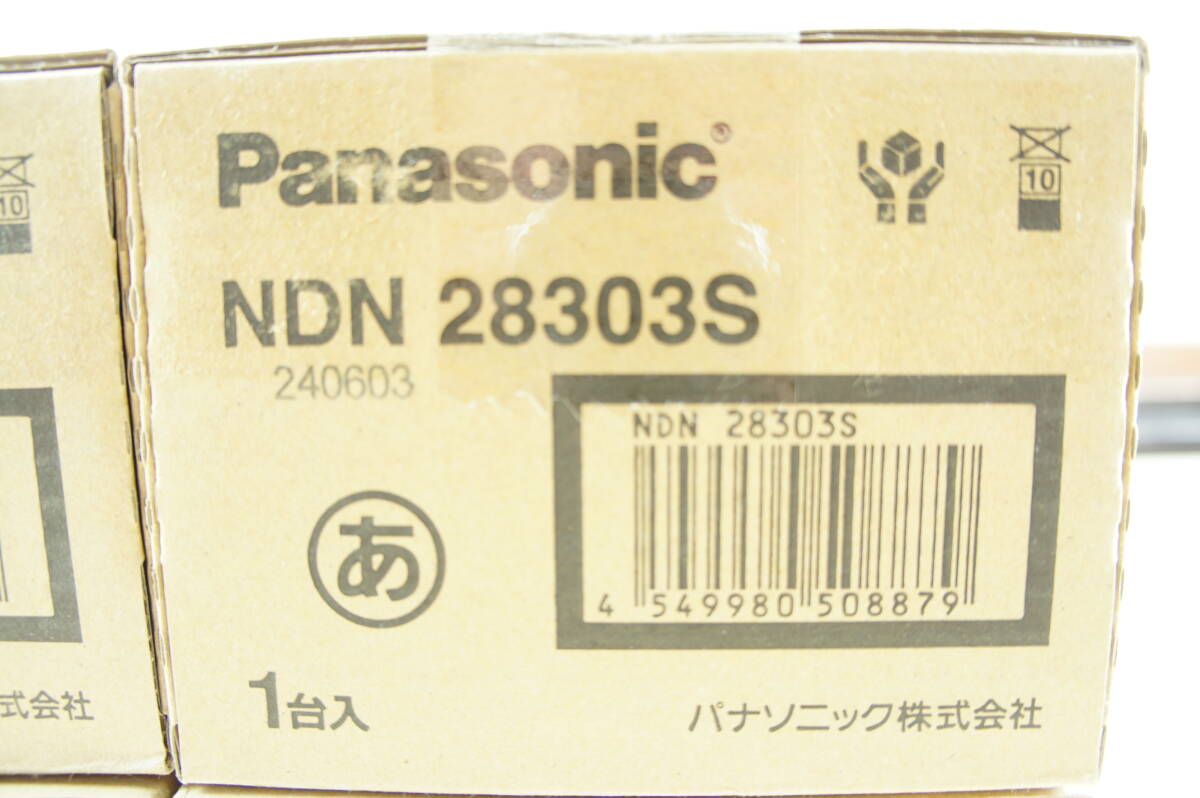 Panasonic®
10
10
NDN 28303S
240603
NDN 28303S
4 549980 508879
あ
1台入
パナソニック株式会社
式会社